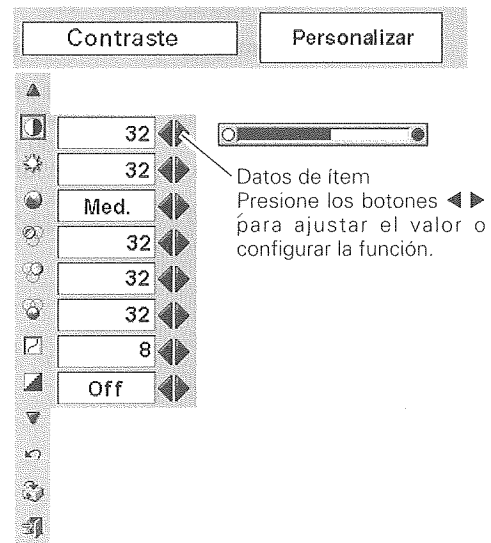 Contraste Personalizar
32
32
Med.
32
32
32
8
Off
Datos de ítem
Presione los botones ◀ ▶
para ajustar el valor o
configurar la función.